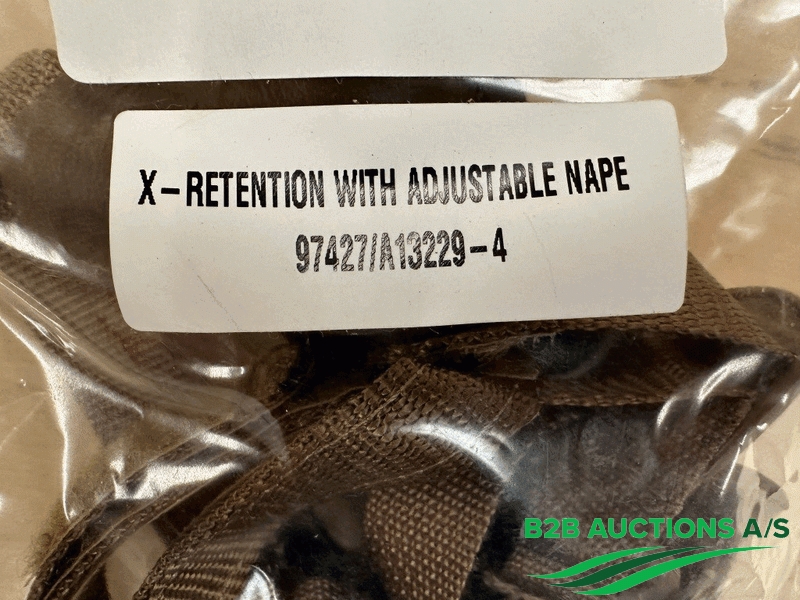 X-RETENTION WITH ADJUSTABLE NAPE
97427/A13229-4
B2B AUCTIONS A/S